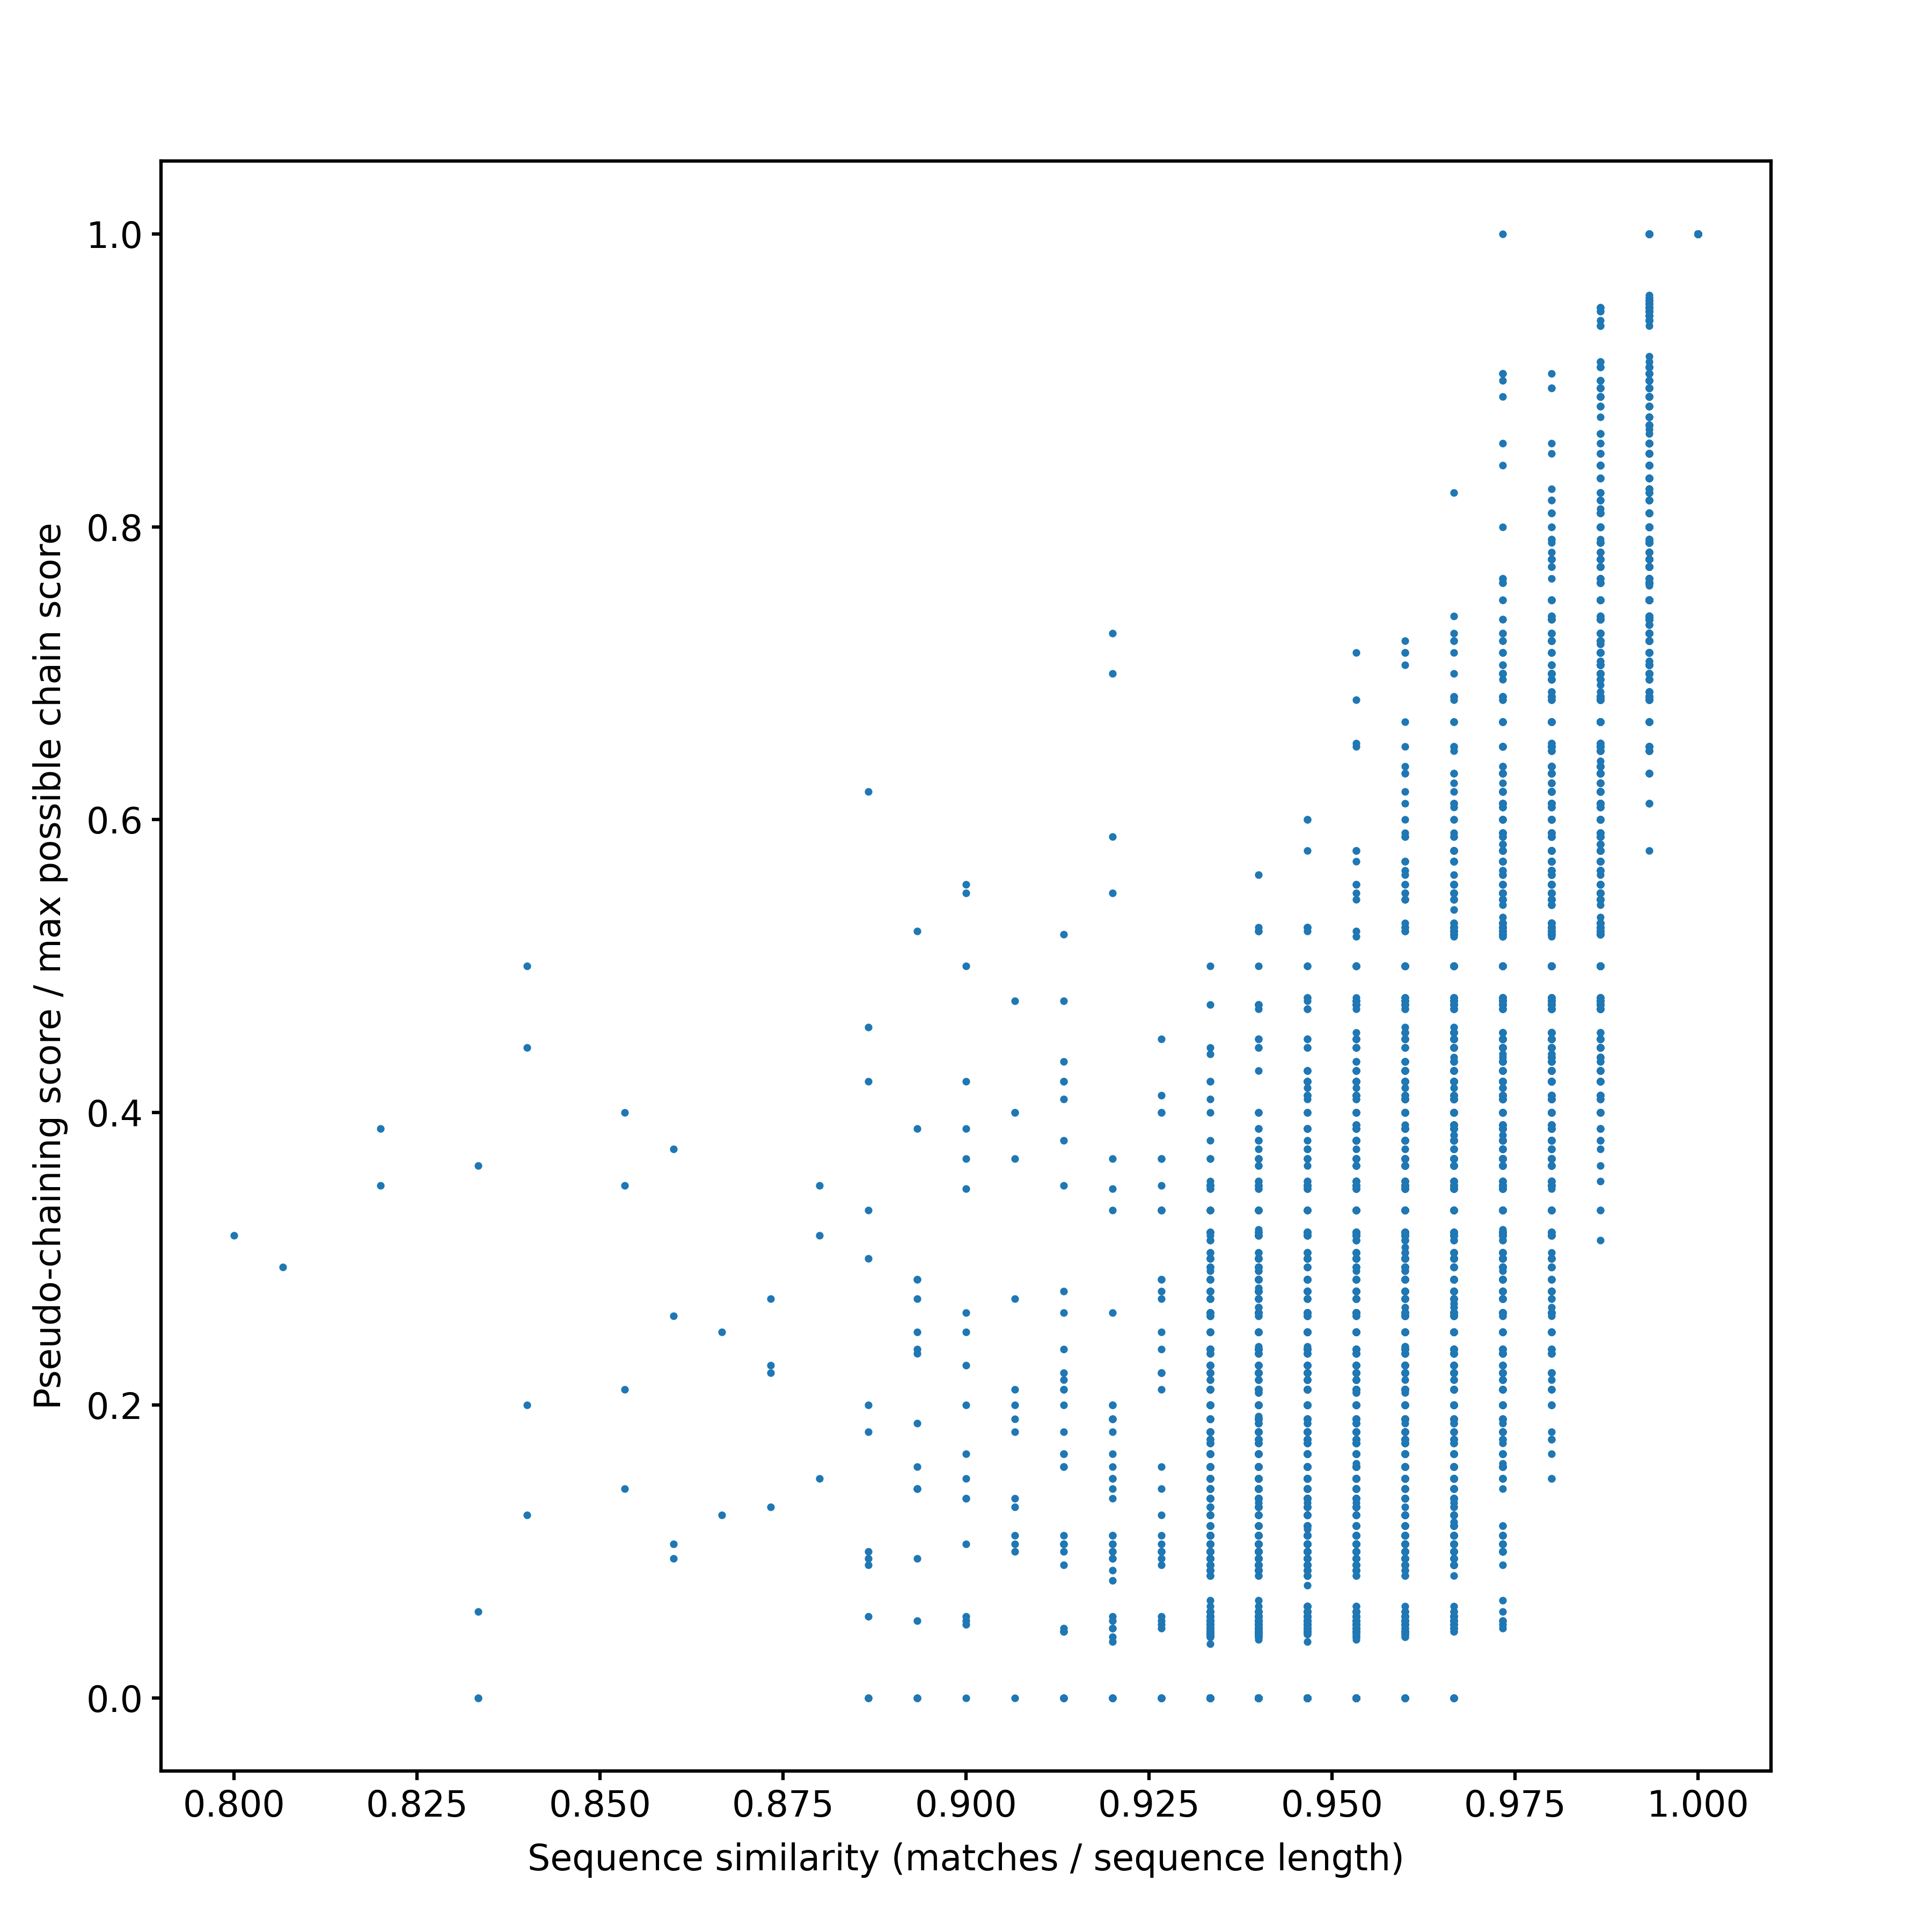 Pseudo-chaining score / max possible chain score
1.0
0.8
0.6
0.4
0.2
0.0
0.800 0.825 0.850 0.875 0.900 0.925 0.950 0.975 1.000
Sequence similarity (matches / sequence length)